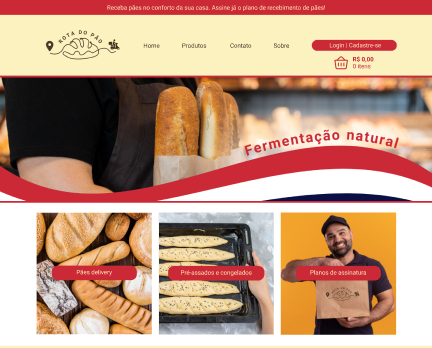 Receba pães no conforto da sua casa. Assine já o plano de recebimento de pães!
ROTA DO PÃO
Home
Produtos
Contato
Sobre
Login | Cadastre-se
R$ 0,00
0 itens
Fermentação natural
Pães delivery
Pré-assados e congelados
Planos de assinatura